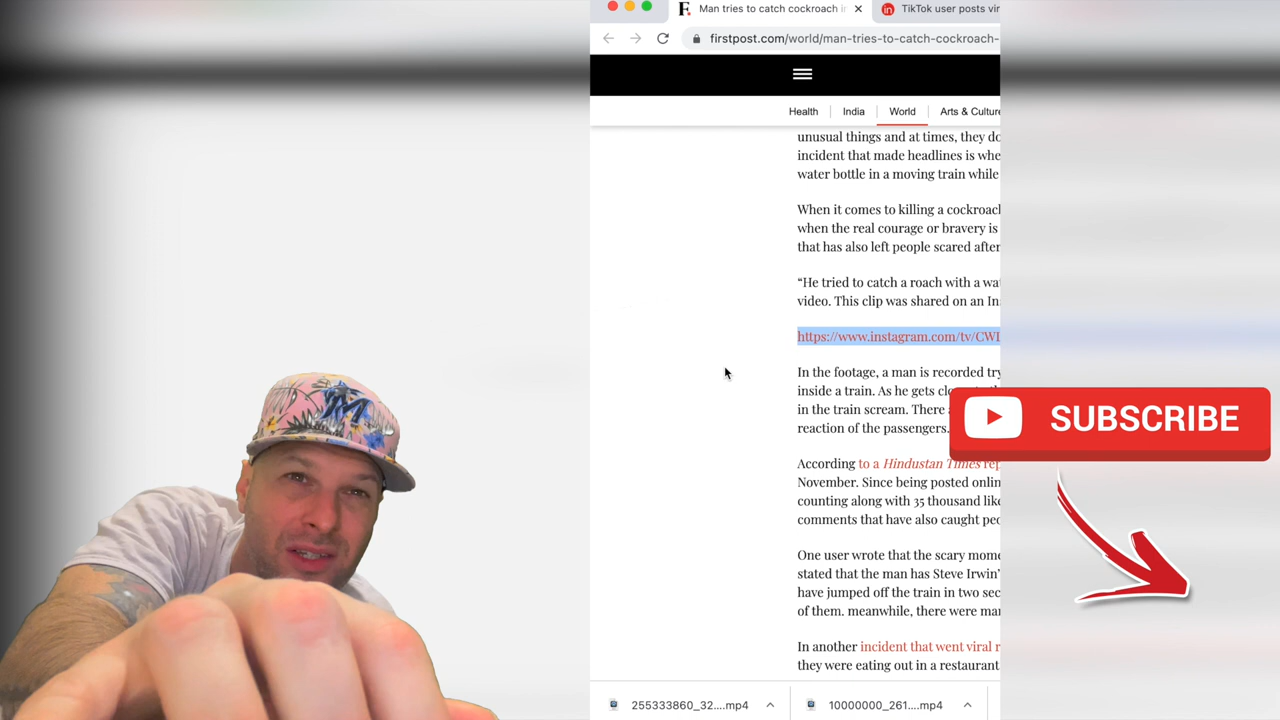 Man tries to catch cockroach i
TikTok user posts vir
firstpost.com/world/man-tries-to-catch-cockroach-
Health
India
World
Arts & Culture
unusual things and at times, they do
incident that made headlines is whe
water bottle in a moving train while
When it comes to killing a cockroach
when the real courage or bravery is
that has also left people scared after
“He tried to catch a roach with a wa
video. This clip was shared on an In
https://www.instagram.com/tv/CWI
In the footage, a man is recorded try
inside a train. As he gets clo
in the train scream. There
reaction of the passengers.
According to a Hindustan Times rep
November. Since being posted onlin
counting along with 35 thousand lik
comments that have also caught peo
One user wrote that the scary mome
stated that the man has Steve Irwin'
have jumped off the train in two sec
of them. meanwhile, there were mar
In another incident that went viral r
they were eating out in a restaurant
SUBSCRIBE
255333860_32....mp4
10000000_261....mp4